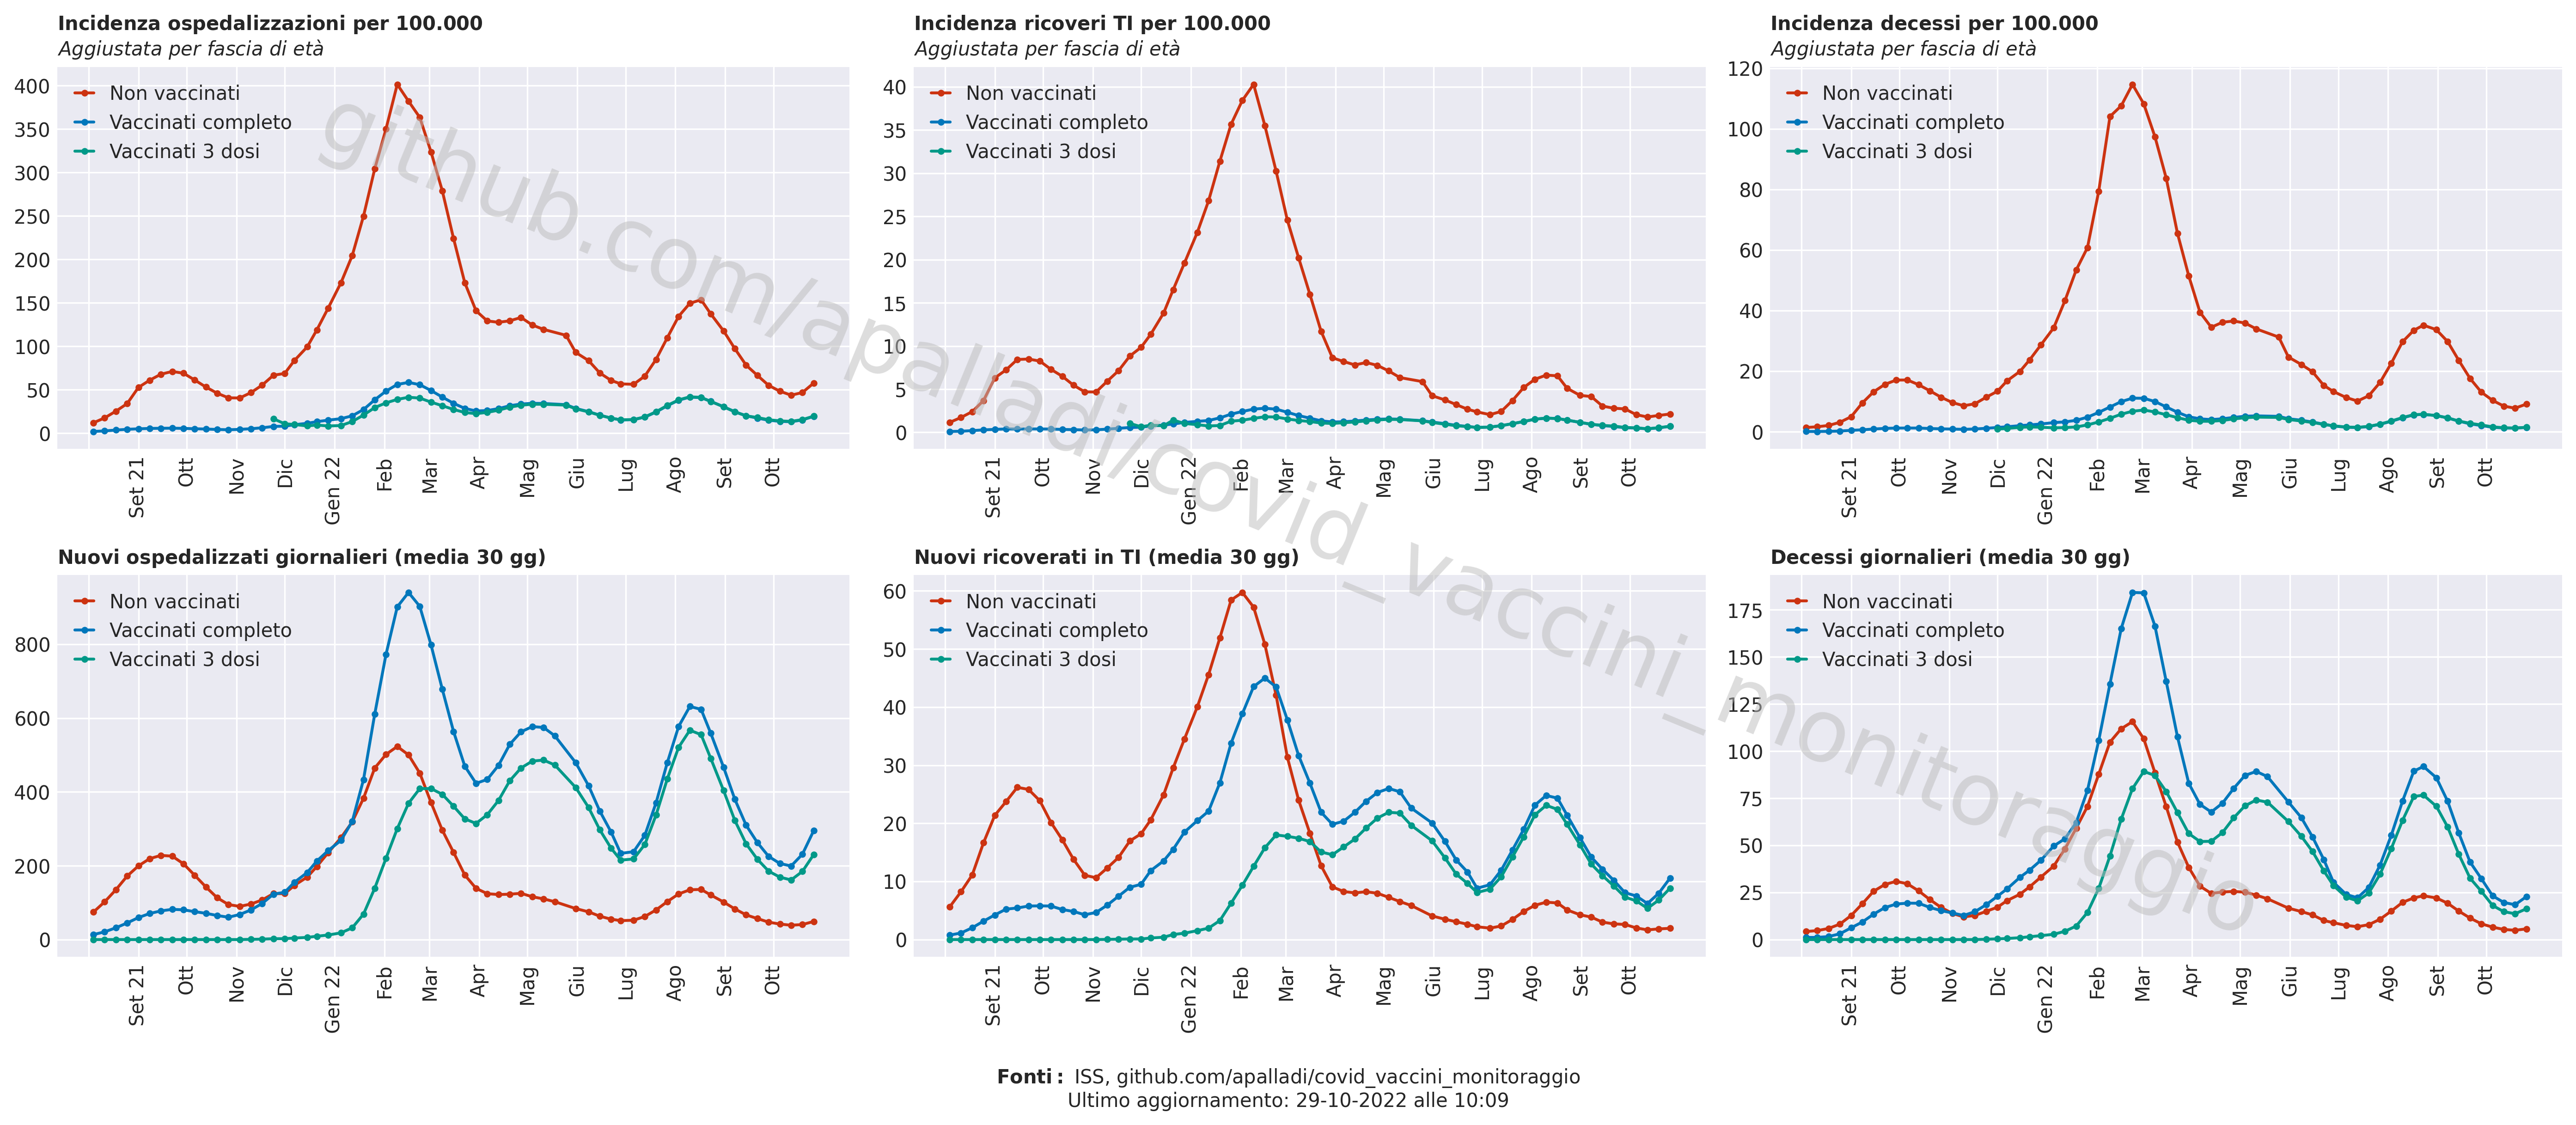 Incidenza ospedalizzazioni per 100.000
Aggiustata per fascia di età
400
350
300
250
200
150
100
50
0
Non vaccinati
Vaccinati completo
Vaccinati 3 dosi
Set 21
Ott
Nov
Dic
Gen 22
Feb
Mar
Apr
Mag
Giu
Lug
Ago
Set
Ott
Incidenza ricoveri TI per 100.000
Aggiustata per fascia di età
40
35
30
25
20
15
10
5
0
Non vaccinati
Vaccinati completo
Vaccinati 3 dosi
Set 21
Ott
Nov
Dic
Gen 22
Feb
Mar
Apr
Mag
Giu
Lug
Ago
Set
Ott
Incidenza decessi per 100.000
Aggiustata per fascia di età
120
100
80
60
40
20
0
Non vaccinati
Vaccinati completo
Vaccinati 3 dosi
Set 21
Ott
Nov
Dic
Gen 22
Feb
Mar
Apr
Mag
Giu
Lug
Ago
Set
Ott
github.com/apalladi/covid_vaccini_monitoraggio
Nuovi ospedalizzati giornalieri (media 30 gg)
800
600
400
200
0
Non vaccinati
Vaccinati completo
Vaccinati 3 dosi
Set 21
Ott
Nov
Dic
Gen 22
Feb
Mar
Apr
Mag
Giu
Lug
Ago
Set
Ott
Nuovi ricoverati in TI (media 30 gg)
60
50
40
30
20
10
0
Non vaccinati
Vaccinati completo
Vaccinati 3 dosi
Set 21
Ott
Nov
Dic
Gen 22
Feb
Mar
Apr
Mag
Giu
Lug
Ago
Set
Ott
Decessi giornalieri (media 30 gg)
175
150
125
100
75
50
25
0
Non vaccinati
Vaccinati completo
Vaccinati 3 dosi
Set 21
Ott
Nov
Dic
Gen 22
Feb
Mar
Apr
Mag
Giu
Lug
Ago
Set
Ott
Fonti: ISS, github.com/apalladi/covid_vaccini_monitoraggio
Ultimo aggiornamento: 29-10-2022 alle 10:09